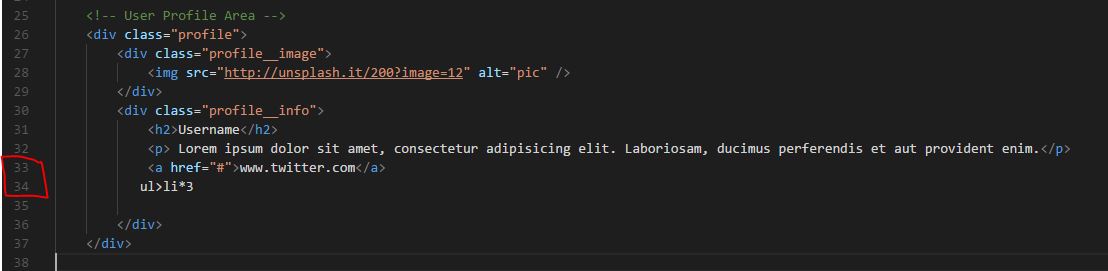 25 <!-- User Profile Area -->
26 <div class="profile">
27 <div class="profile__image">
28 <img src="http://unsplash.it/200?image=12" alt="pic" />
29 </div>
30 <div class="profile__info">
31 <h2>Username</h2>
32 <p> Lorem ipsum dolor sit amet, consectetur adipisicing elit. Laboriosam, ducimus perferendis et aut provident enim.</p>
33 <a href="#">www.twitter.com</a>
34 ul>li*3
35
36 </div>
37 </div>
38